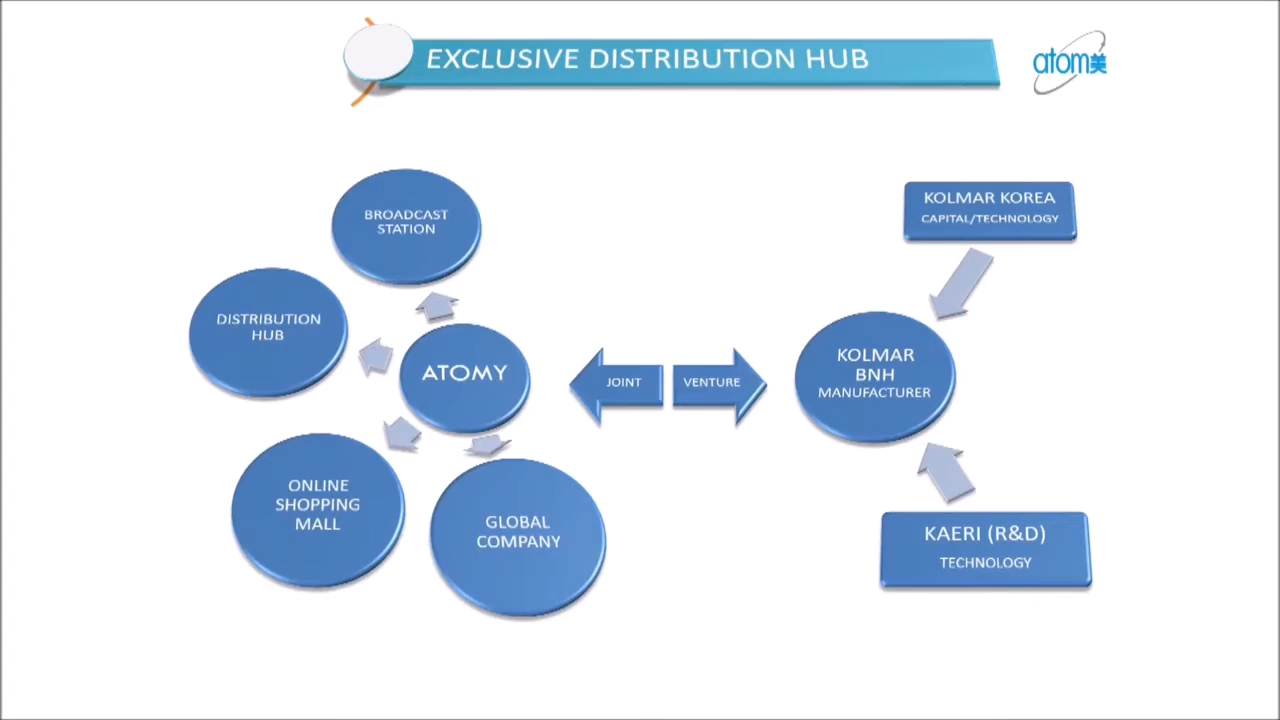 EXCLUSIVE DISTRIBUTION HUB
atom美
BROADCAST
STATION
KOLMAR KOREA
CAPITAL/TECHNOLOGY
DISTRIBUTION
HUB
ATOMY
JOINT
VENTURE
KOLMAR
BNH
MANUFACTURER
ONLINE
SHOPPING
MALL
GLOBAL
COMPANY
KAERI (R&D)
TECHNOLOGY